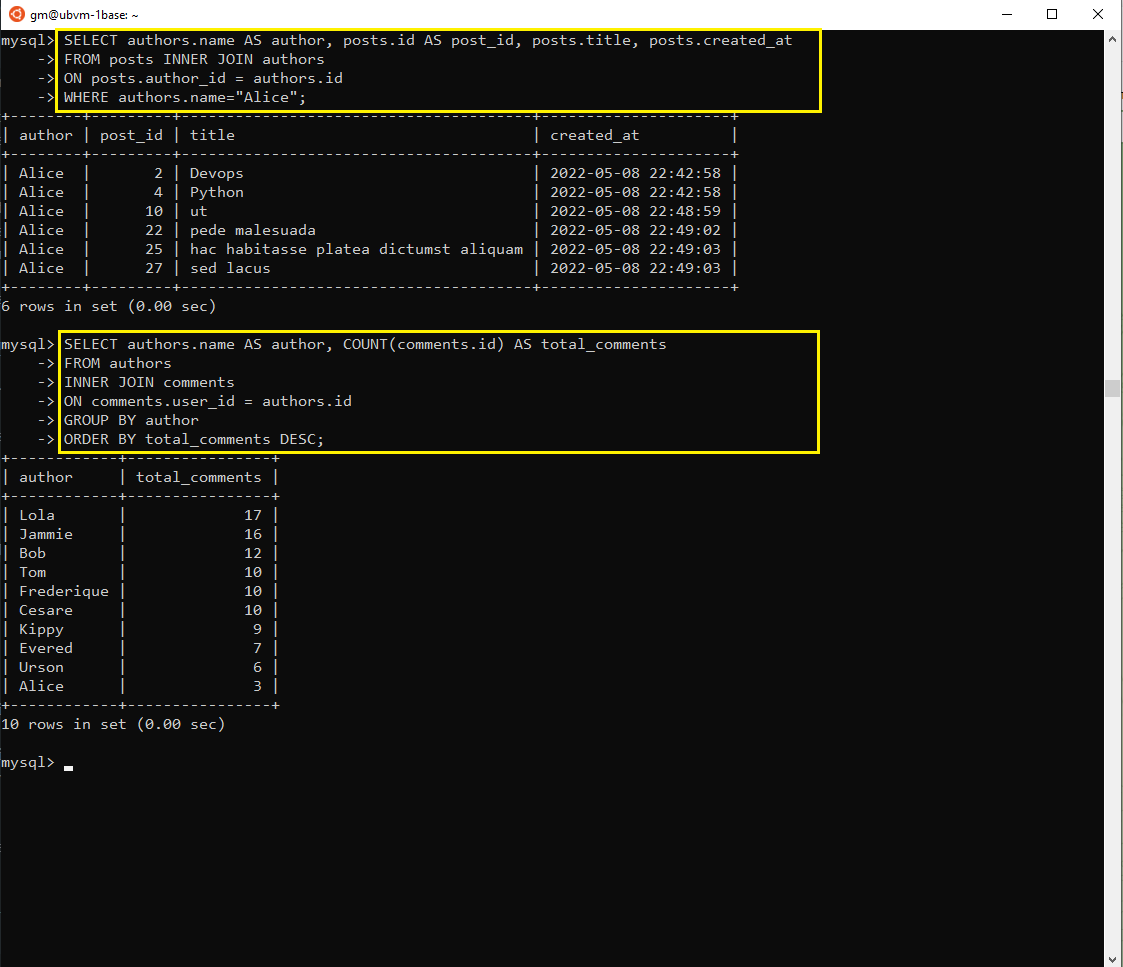 gm@ubvm-1base: ~
mysql> SELECT authors.name AS author, posts.id AS post_id, posts.title, posts.created_at
    -> FROM posts INNER JOIN authors
    -> ON posts.author_id = authors.id
    -> WHERE authors.name="Alice";
+--------+---------+---------------------------------------+---------------------+
| author | post_id | title                                 | created_at          |
+--------+---------+---------------------------------------+---------------------+
| Alice  |       2 | Devops                                | 2022-05-08 22:42:58 |
| Alice  |       4 | Python                                | 2022-05-08 22:42:58 |
| Alice  |      10 | ut                                    | 2022-05-08 22:48:59 |
| Alice  |      22 | pede malesuada                        | 2022-05-08 22:49:02 |
| Alice  |      25 | hac habitasse platea dictumst aliquam | 2022-05-08 22:49:03 |
| Alice  |      27 | sed lacus                             | 2022-05-08 22:49:03 |
+--------+---------+---------------------------------------+---------------------+
6 rows in set (0.00 sec)
mysql> SELECT authors.name AS author, COUNT(comments.id) AS total_comments
    -> FROM authors
    -> INNER JOIN comments
    -> ON comments.user_id = authors.id
    -> GROUP BY author
    -> ORDER BY total_comments DESC;
+------------+----------------+
| author     | total_comments |
+------------+----------------+
| Lola       |             17 |
| Jammie     |             16 |
| Bob        |             12 |
| Tom        |             10 |
| Frederique |             10 |
| Cesare     |             10 |
| Kippy      |              9 |
| Evered     |              7 |
| Urson      |              6 |
| Alice      |              3 |
+------------+----------------+
10 rows in set (0.00 sec)
mysql>